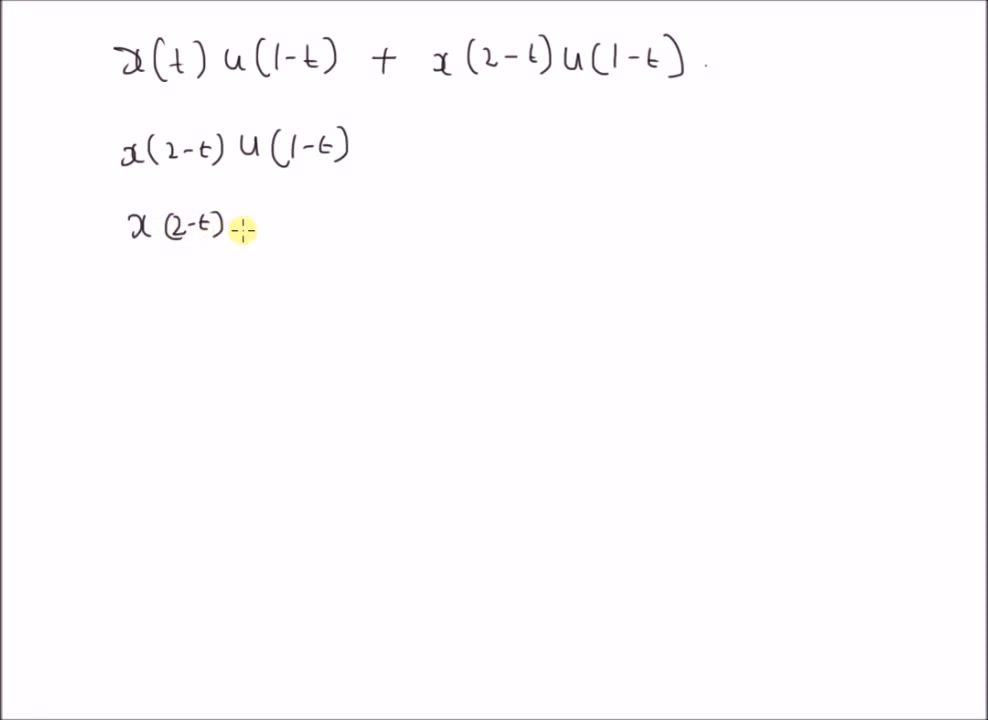 x(t) u(1-t) + x(2-t)u(1-t).
x(2-t) u(1-t)
x(2-t)